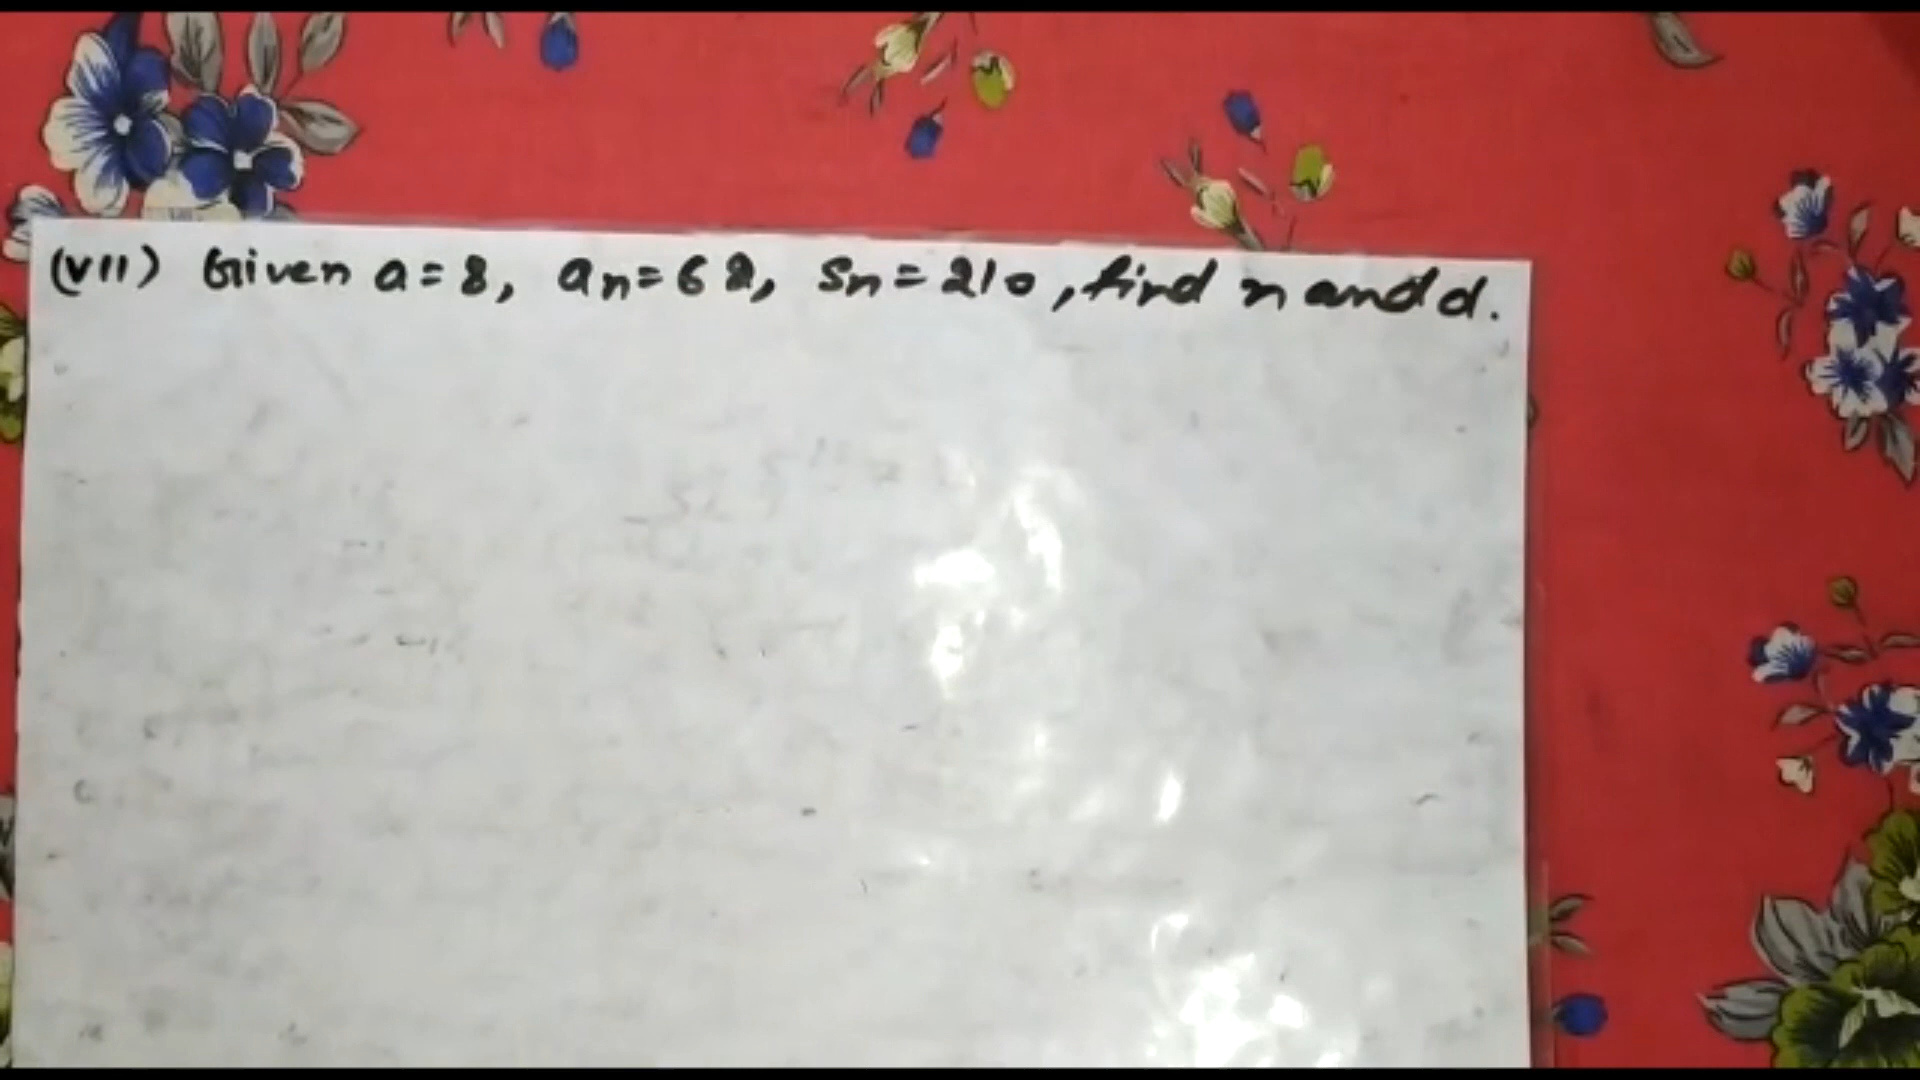 (VII) Given a = 8, an = 62, Sn = 210, find n and d.